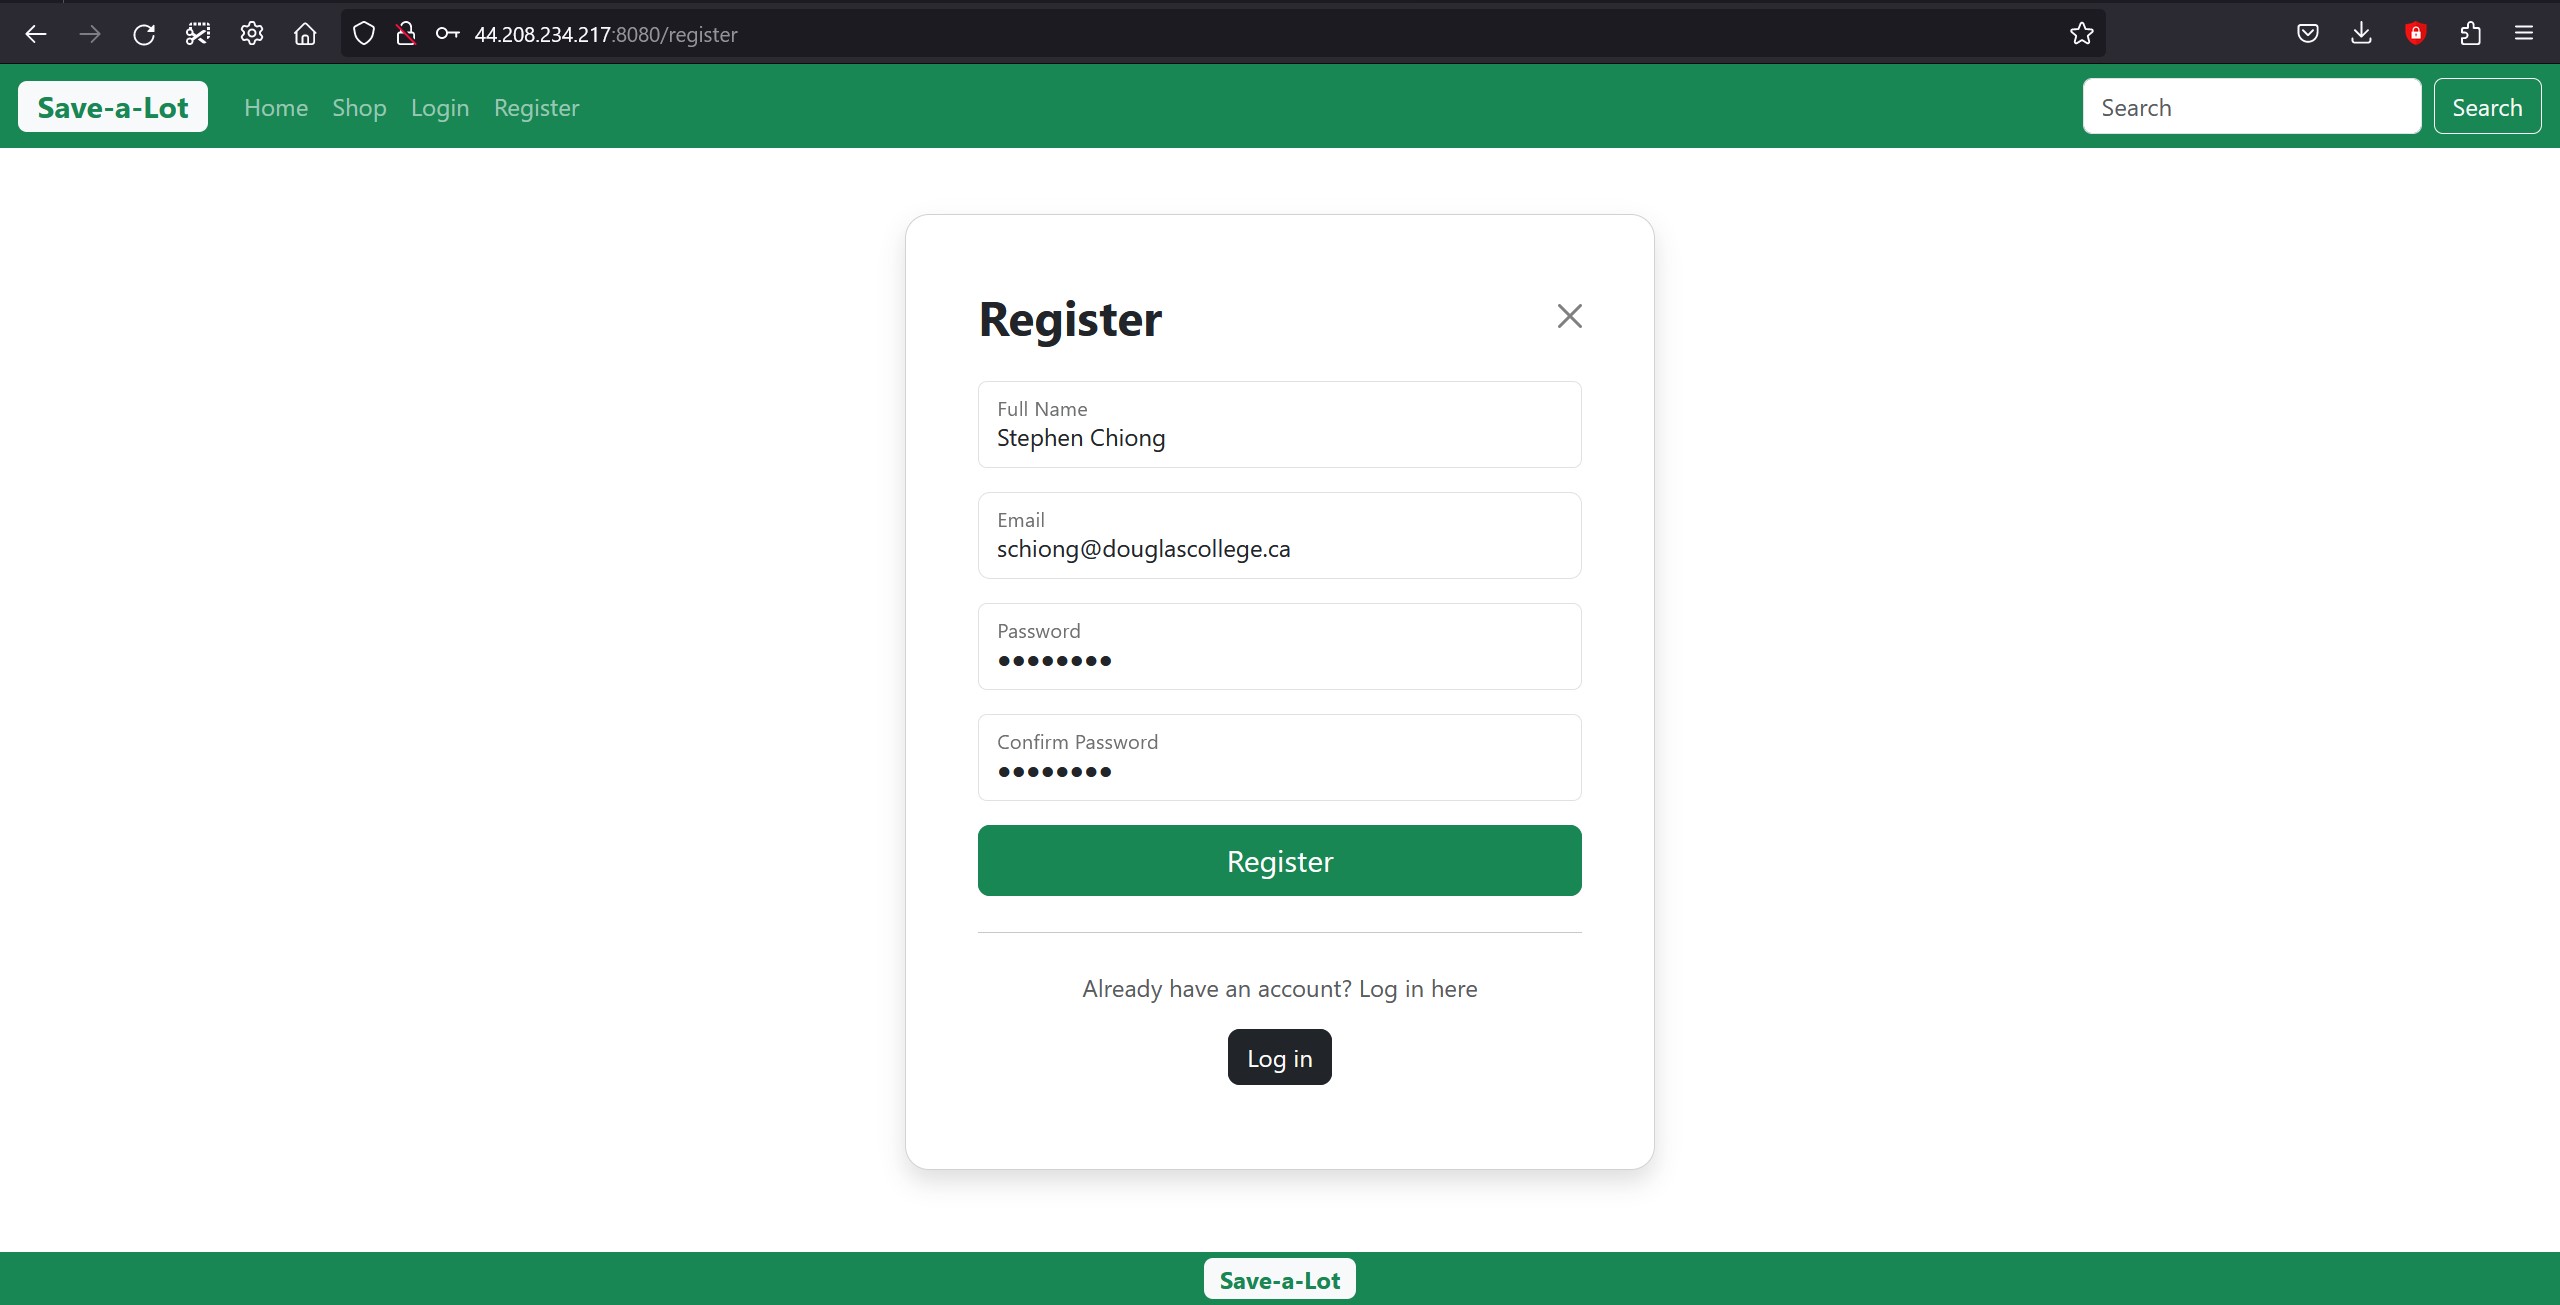 44.208.234.217:8080/register
Save-a-Lot Home Shop Login Register Search Search
Register
Full Name
Stephen Chiong
Email
schiong@douglascollege.ca
Password
••••••••
Confirm Password
••••••••
Register
Already have an account? Log in here
Log in
Save-a-Lot